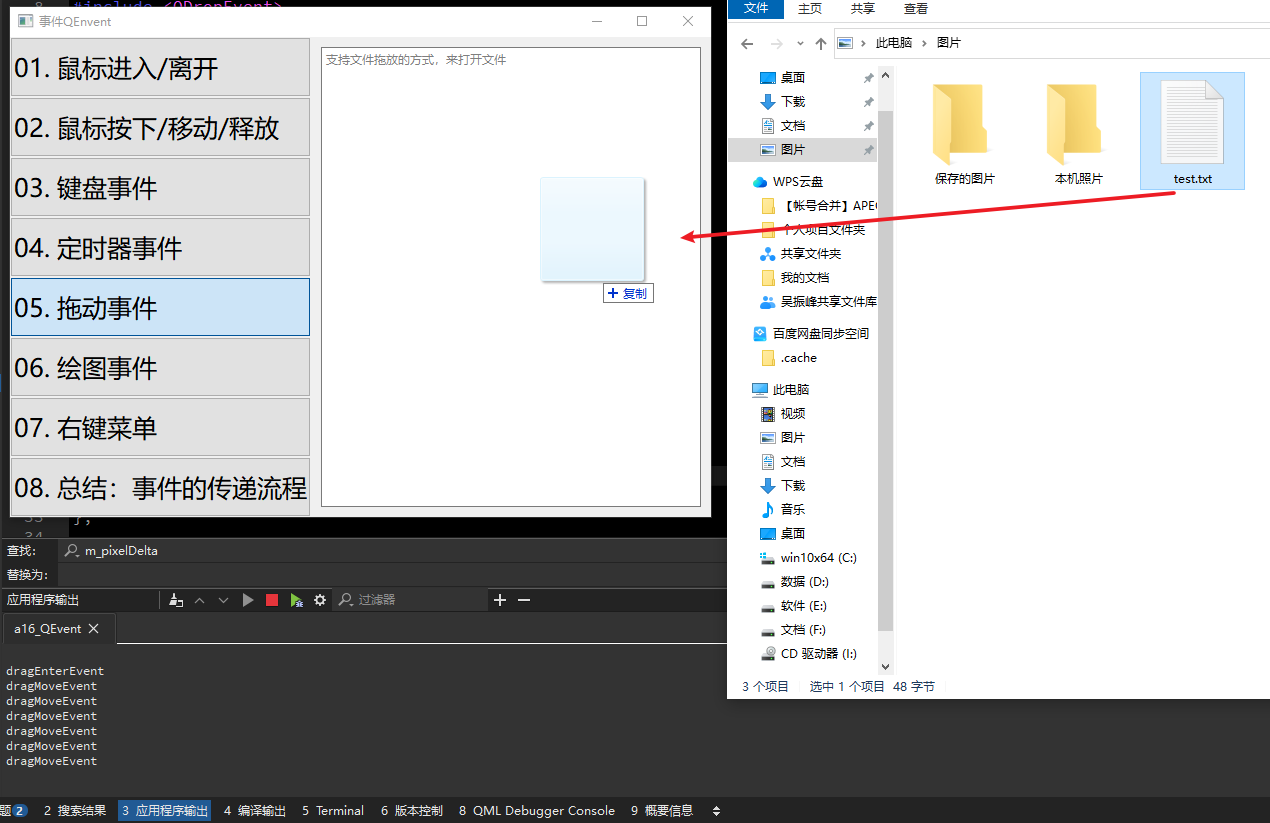 #include <QDropEvent>
事件QEnvent
01. 鼠标进入/离开
02. 鼠标按下/移动/释放
03. 键盘事件
04. 定时器事件
05. 拖动事件
06. 绘图事件
07. 右键菜单
08. 总结：事件的传递流程
支持文件拖放的方式，来打开文件
复制
};
34
查找:
m_pixelDelta
替换为:
应用程序输出
过滤器
a16_QEvent
dragEnterEvent
dragMoveEvent
dragMoveEvent
dragMoveEvent
dragMoveEvent
dragMoveEvent
dragMoveEvent
题 2
2 搜索结果
3 应用程序输出
4 编译输出
5 Terminal
6 版本控制
8 QML Debugger Console
9 概要信息
文件
主页
共享
查看
此电脑 › 图片
桌面
下载
文档
图片
WPS云盘
【帐号合并】APE
个人项目文件夹
共享文件夹
我的文档
吴振峰共享文件库
百度网盘同步空间
.cache
此电脑
视频
图片
文档
下载
音乐
桌面
win10x64 (C:)
数据 (D:)
软件 (E:)
文档 (F:)
CD 驱动器 (I:)
保存的图片
本机照片
test.txt
3 个项目
选中 1 个项目 48 字节